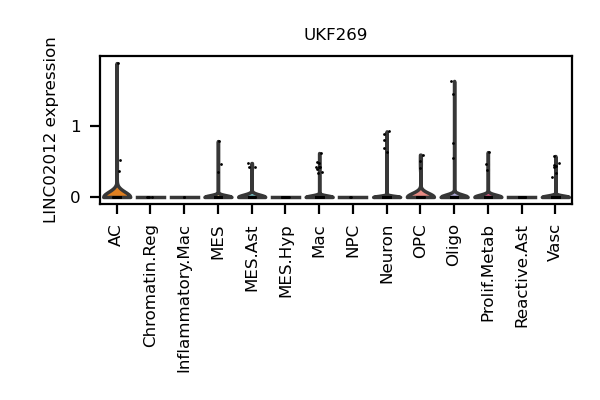 UKF269
LINC02012 expression
1
0
AC
Chromatin.Reg
Inflammatory.Mac
MES
MES.Ast
MES.Hyp
Mac
NPC
Neuron
OPC
Oligo
Prolif.Metab
Reactive.Ast
Vasc